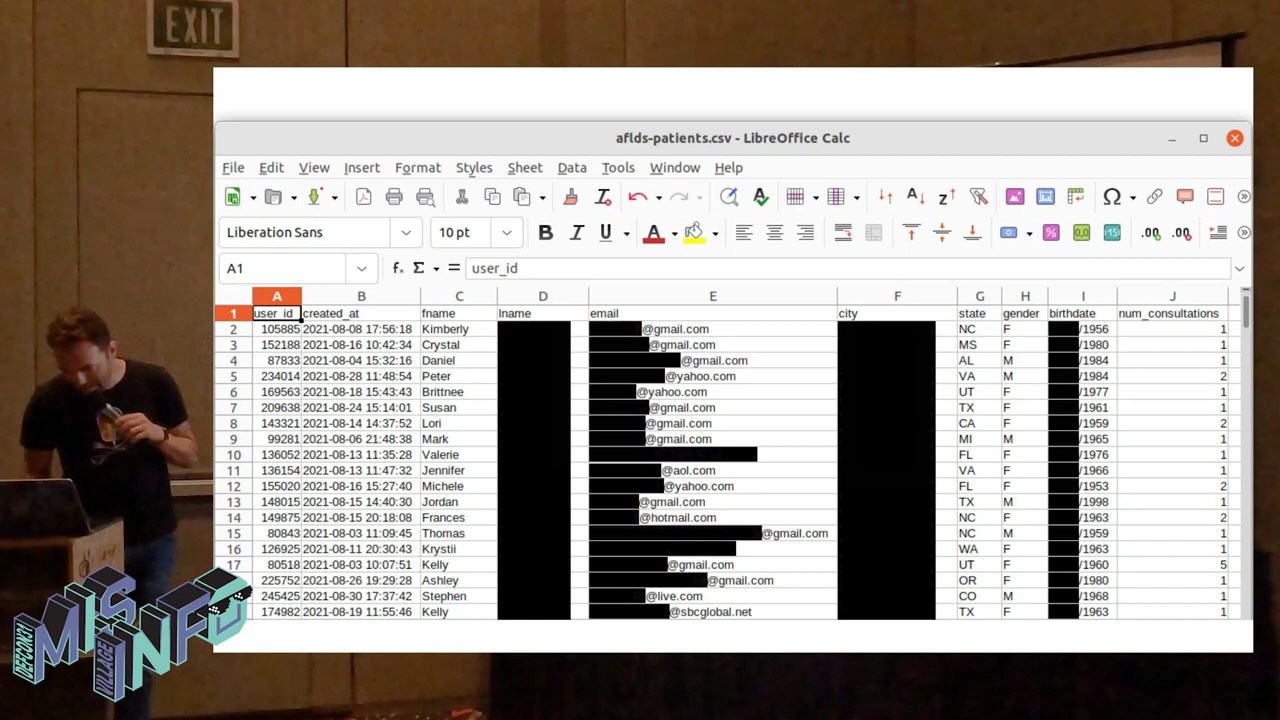 EXIT
aflds-patients.csv - LibreOffice Calc
File Edit View Insert Format Styles Sheet Data Tools Window Help
Liberation Sans 10 pt B I U A
A1 fx Σ = user_id
A B C D E F G H I J
1 user_id created_at fname lname email city state gender birthdate num_consultations
2 105885 2021-08-08 17:56:18 Kimberly @gmail.com NC F /1956 1
3 152188 2021-08-16 10:42:34 Crystal @gmail.com MS F /1980 1
4 87833 2021-08-04 15:32:16 Daniel @gmail.com AL M /1984 1
5 234014 2021-08-28 11:48:54 Peter @yahoo.com VA M /1984 2
6 169563 2021-08-18 15:43:43 Brittnee @yahoo.com UT F /1977 1
7 209638 2021-08-24 15:14:01 Susan @gmail.com TX F /1961 1
8 143321 2021-08-14 14:37:52 Lori @gmail.com CA F /1959 2
9 99281 2021-08-06 21:48:38 Mark @gmail.com MI M /1965 1
10 136052 2021-08-13 11:35:28 Valerie FL F /1976 1
11 136154 2021-08-13 11:47:32 Jennifer @aol.com VA F /1966 1
12 155020 2021-08-16 15:27:40 Michele @yahoo.com FL F /1953 2
13 148015 2021-08-15 14:40:30 Jordan @gmail.com TX M /1998 1
14 149875 2021-08-15 20:18:08 Frances @hotmail.com NC F /1963 2
15 80843 2021-08-03 11:09:45 Thomas @gmail.com NC M /1959 1
16 126925 2021-08-11 20:30:43 Krystii WA F /1963 1
17 80518 2021-08-03 10:07:51 Kelly @gmail.com UT F /1960 5
225752 2021-08-26 19:29:28 Ashley @gmail.com OR F /1980 1
245425 2021-08-30 17:37:42 Stephen @live.com CO M /1968 1
174982 2021-08-19 11:55:46 Kelly @sbcglobal.net TX F /1963 1
DEFCON31
MIS
INFO
VILLAGE